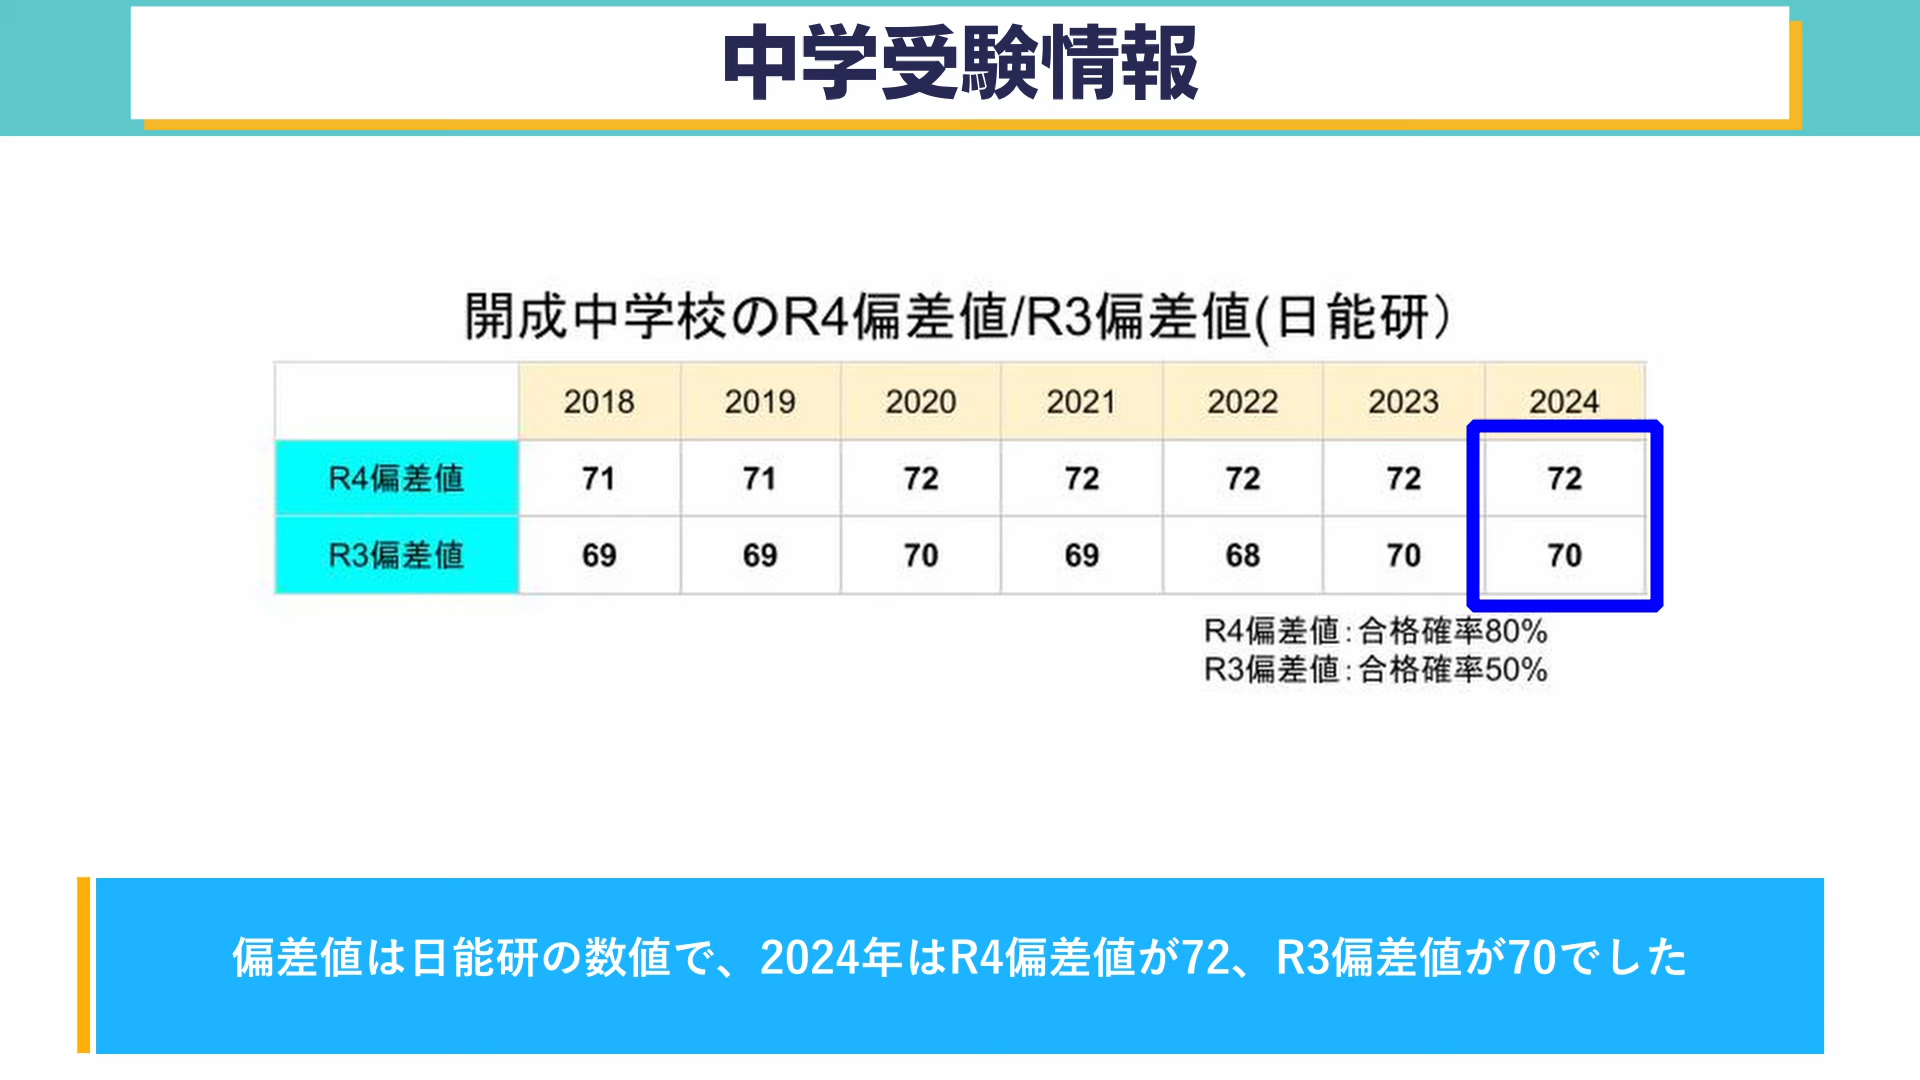 中学受験情報
開成中学校のR4偏差値/R3偏差値(日能研）
2018 2019 2020 2021 2022 2023 2024
R4偏差値 71 71 72 72 72 72 72
R3偏差値 69 69 70 69 68 70 70
R4偏差値：合格確率80%
R3偏差値：合格確率50%
偏差値は日能研の数値で、2024年はR4偏差値が72、R3偏差値が70でした